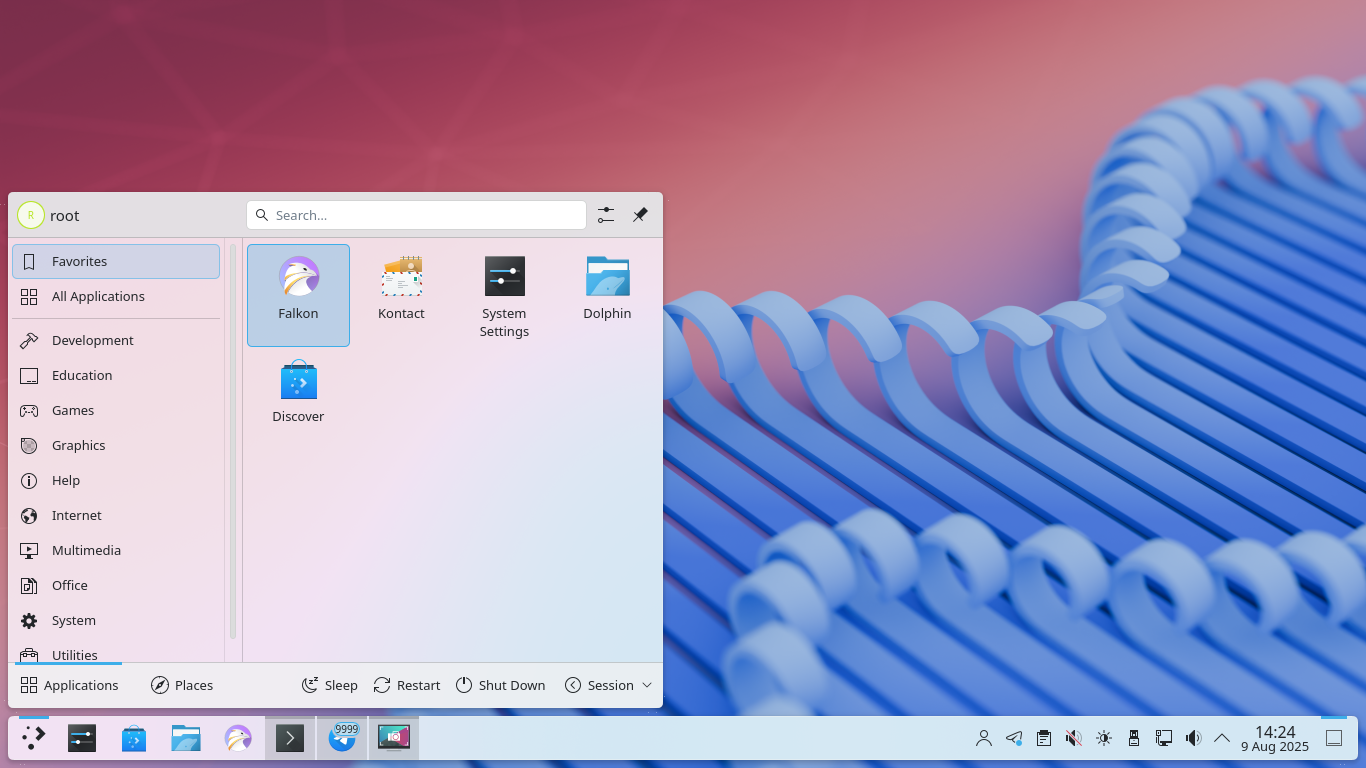 R
root
Search...
Favorites
All Applications
Development
Education
Games
Graphics
Help
Internet
Multimedia
Office
System
Utilities
Falkon
Kontact
System
Settings
Dolphin
Discover
Applications
Places
Sleep
Restart
Shut Down
Session
9999
14:24
9 Aug 2025